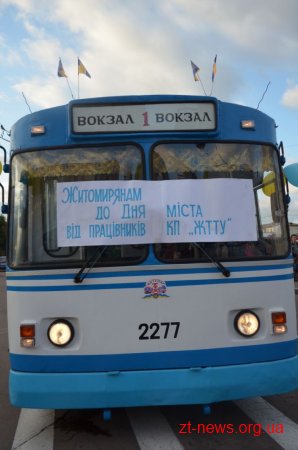 ВОКЗАЛ 1 ВОКЗАЛ
ЖИТОМИРЯНАМ
ДО ДНЯ МІСТА
ВІД ПРАЦІВНИКІВ КП „ЖТТУ"
2277
zt-news.org.ua